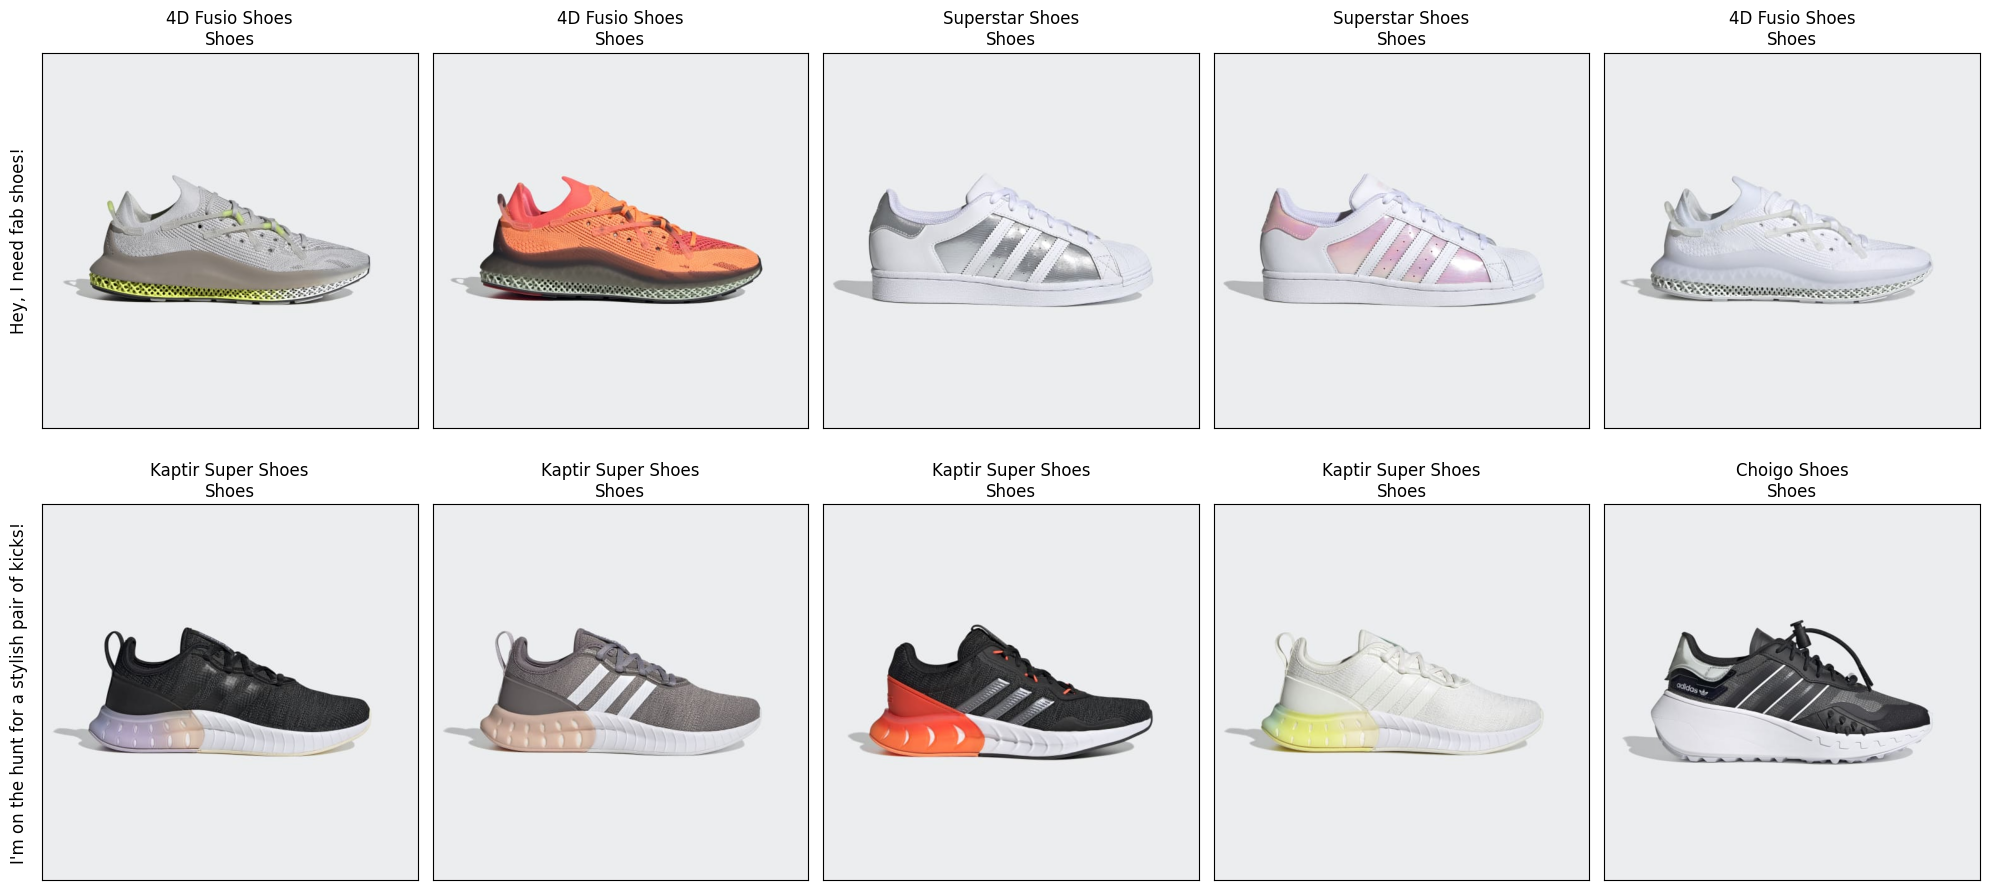 4D Fusio Shoes
Shoes
4D Fusio Shoes
Shoes
Superstar Shoes
Shoes
Superstar Shoes
Shoes
4D Fusio Shoes
Shoes
Hey, I need fab shoes!
Kaptir Super Shoes
Shoes
Kaptir Super Shoes
Shoes
Kaptir Super Shoes
Shoes
Kaptir Super Shoes
Shoes
Choigo Shoes
Shoes
I'm on the hunt for a stylish pair of kicks!
adidas